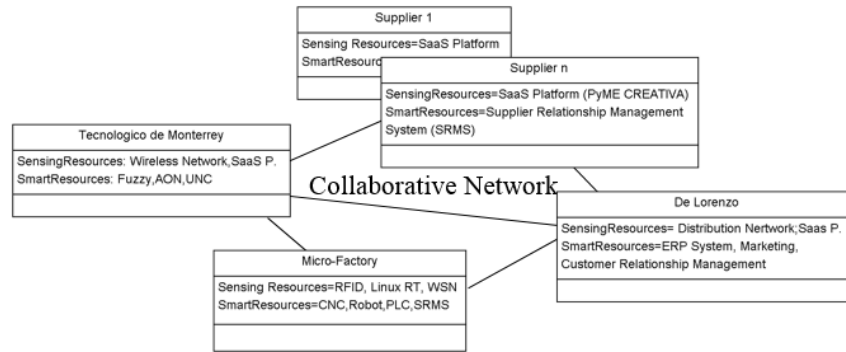 Supplier 1
Sensing Resources=SaaS Platform
Supplier n
SensingResources=SaaS Platform (PyME CREATIVA)
SmartResources=Supplier Relationship Management
System (SRMS)
Tecnologico de Monterrey
SensingResources: Wireless Network,SaaS P.
SmartResources: Fuzzy,AON,UNC
Collaborative Network
De Lorenzo
SensingResources= Distribution Nertwork;Saas P.
SmartResources=ERP System, Marketing,
Customer Relationship Management
Micro-Factory
Sensing Resources=RFID, Linux RT, WSN
SmartResources=CNC,Robot,PLC,SRMS